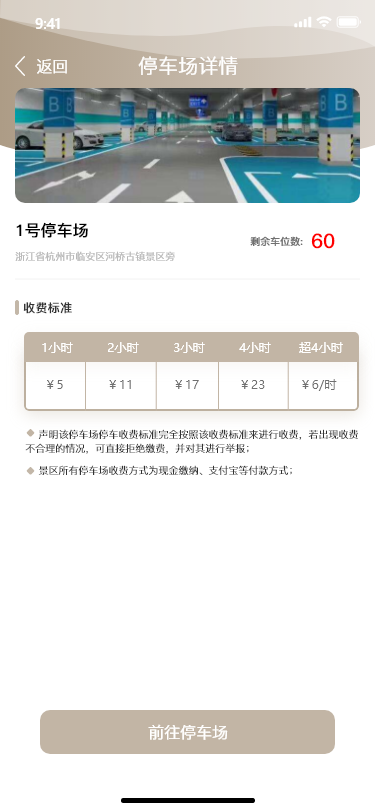 9:41
返回
停车场详情
B
B
1号停车场
剩余车位数: 60
浙江省杭州市临安区河桥古镇景区旁
收费标准
1小时 2小时 3小时 4小时 超4小时
¥5 ¥11 ¥17 ¥23 ¥6/时
声明该停车场停车收费标准完全按照该收费标准来进行收费，若出现收费
不合理的情况，可直接拒绝缴费，并对其进行举报；
景区所有停车场收费方式为现金缴纳、支付宝等付款方式；
前往停车场